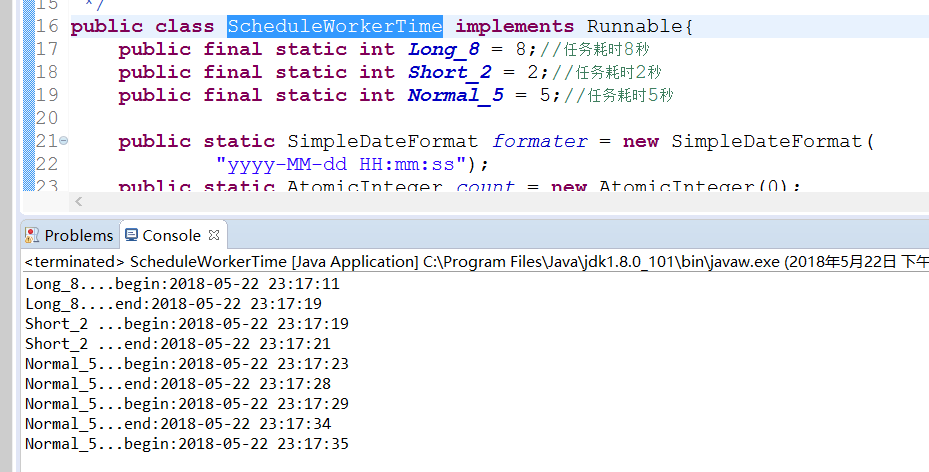 15 */
16 public class ScheduleWorkerTime implements Runnable{
17 public final static int Long_8 = 8;//任务耗时8秒
18 public final static int Short_2 = 2;//任务耗时2秒
19 public final static int Normal_5 = 5;//任务耗时5秒
20
21 public static SimpleDateFormat formater = new SimpleDateFormat(
22 "yyyy-MM-dd HH:mm:ss");
23 public static AtomicInteger count = new AtomicInteger(0);
Problems Console
<terminated> ScheduleWorkerTime [Java Application] C:\Program Files\Java\jdk1.8.0_101\bin\javaw.exe (2018年5月22日 下午
Long_8....begin:2018-05-22 23:17:11
Long_8....end:2018-05-22 23:17:19
Short_2 ...begin:2018-05-22 23:17:19
Short_2 ...end:2018-05-22 23:17:21
Normal_5...begin:2018-05-22 23:17:23
Normal_5...end:2018-05-22 23:17:28
Normal_5...begin:2018-05-22 23:17:29
Normal_5...end:2018-05-22 23:17:34
Normal_5...begin:2018-05-22 23:17:35